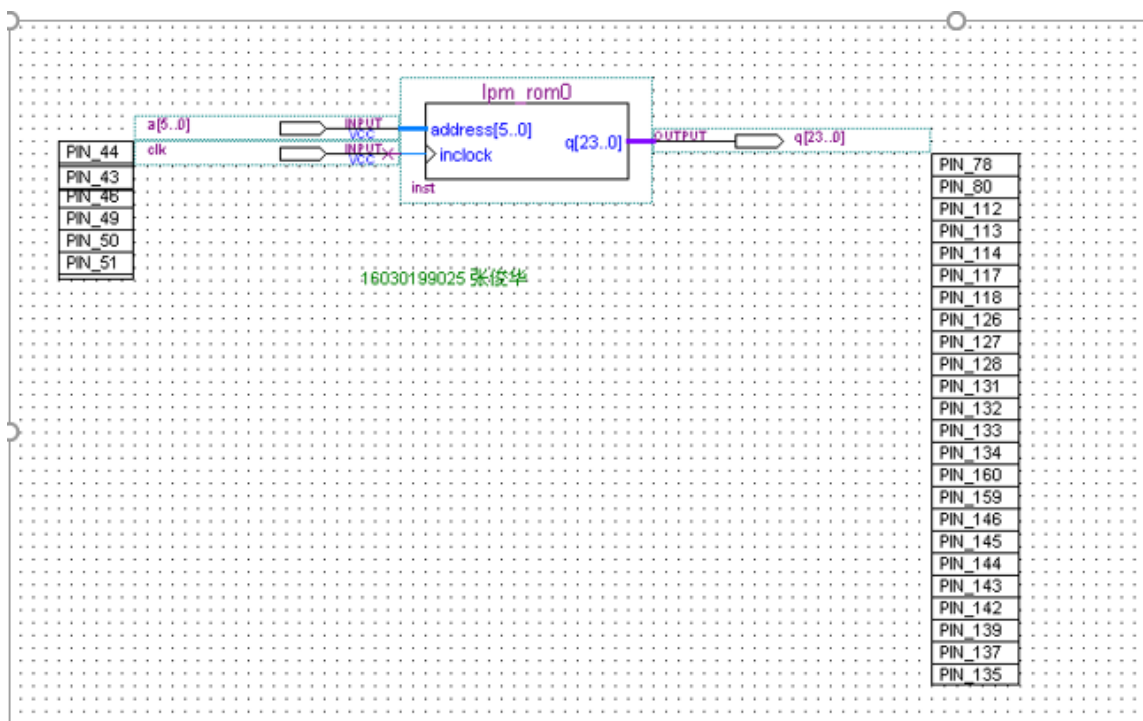 lpm_rom0
a[5..0]
INPUT
VCC
address[5..0]
q[23..0]
OUTPUT
q[23..0]
clk
INPUT
VCC
inclock
inst
PIN_44
PIN_43
PIN_46
PIN_49
PIN_50
PIN_51
16030199025 张俊华
PIN_78
PIN_80
PIN_112
PIN_113
PIN_114
PIN_117
PIN_118
PIN_126
PIN_127
PIN_128
PIN_131
PIN_132
PIN_133
PIN_134
PIN_160
PIN_159
PIN_146
PIN_145
PIN_144
PIN_143
PIN_142
PIN_139
PIN_137
PIN_135